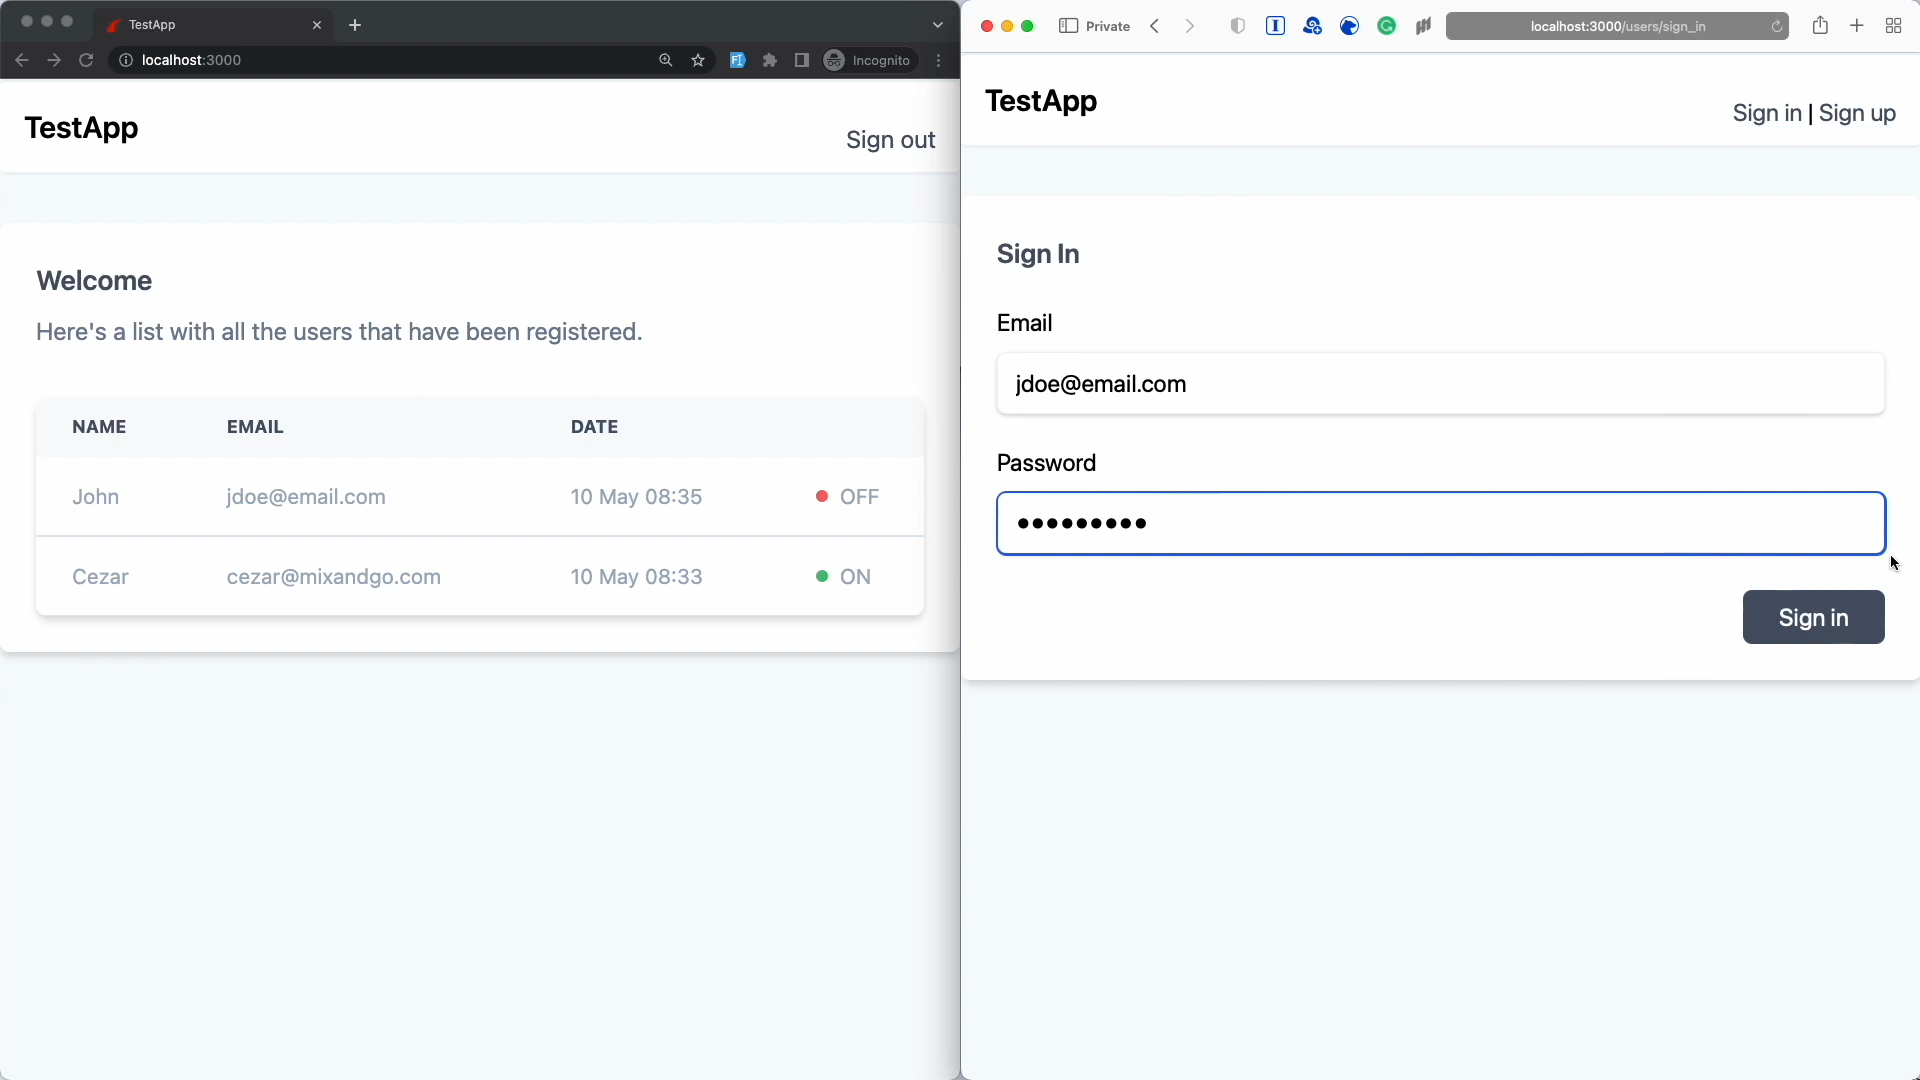 TestApp
localhost:3000
Incognito
TestApp
Sign out
Welcome
Here's a list with all the users that have been registered.
NAME EMAIL DATE
John jdoe@email.com 10 May 08:35 OFF
Cezar cezar@mixandgo.com 10 May 08:33 ON
Private
localhost:3000/users/sign_in
TestApp
Sign in | Sign up
Sign In
Email
jdoe@email.com
Password
Sign in